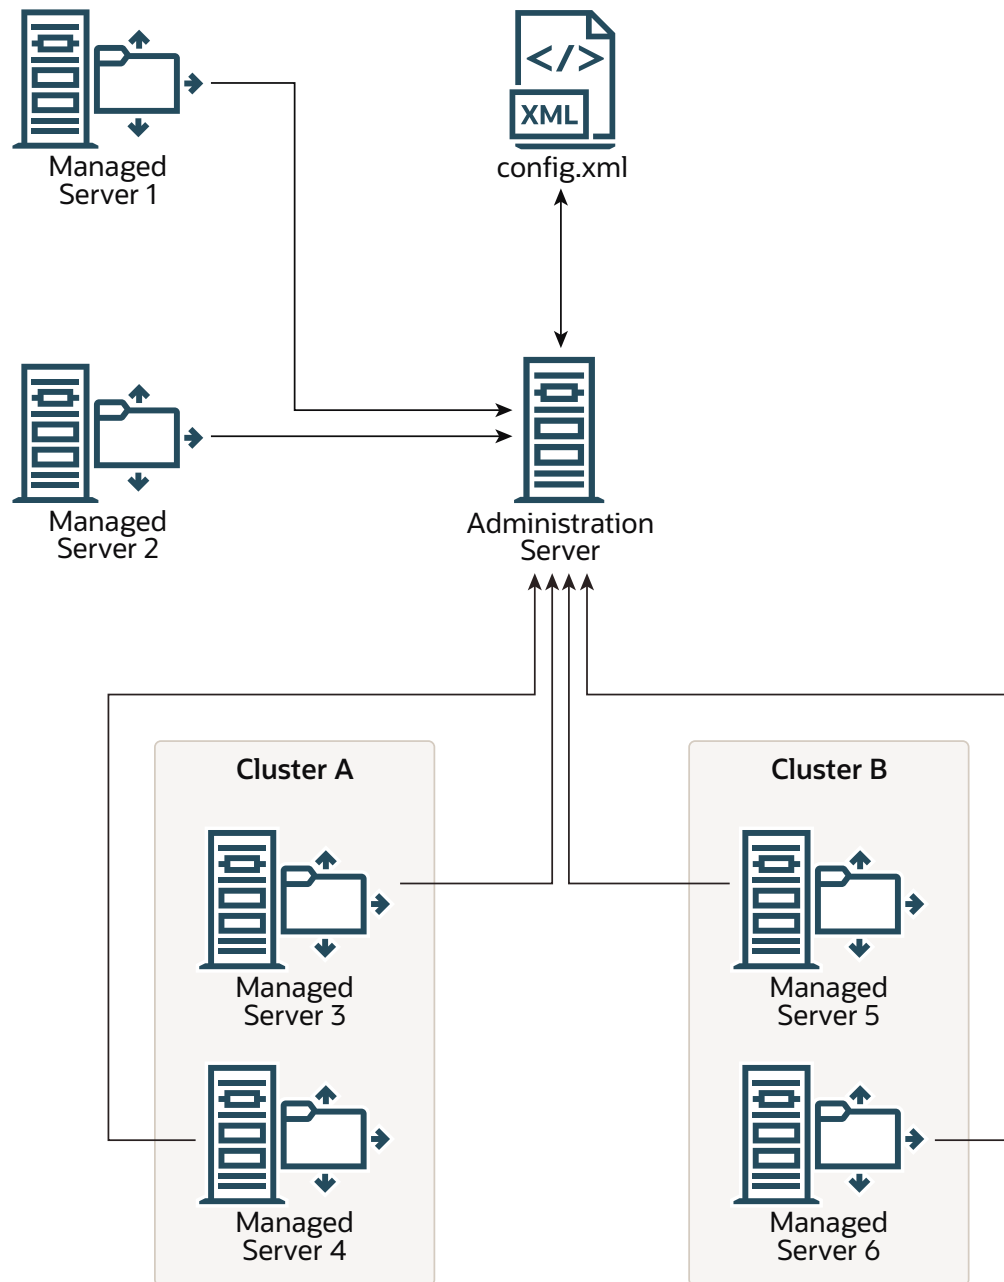 </>
XML
config.xml
Managed
Server 1
Managed
Server 2
Administration
Server
Cluster A
Managed
Server 3
Managed
Server 4
Cluster B
Managed
Server 5
Managed
Server 6